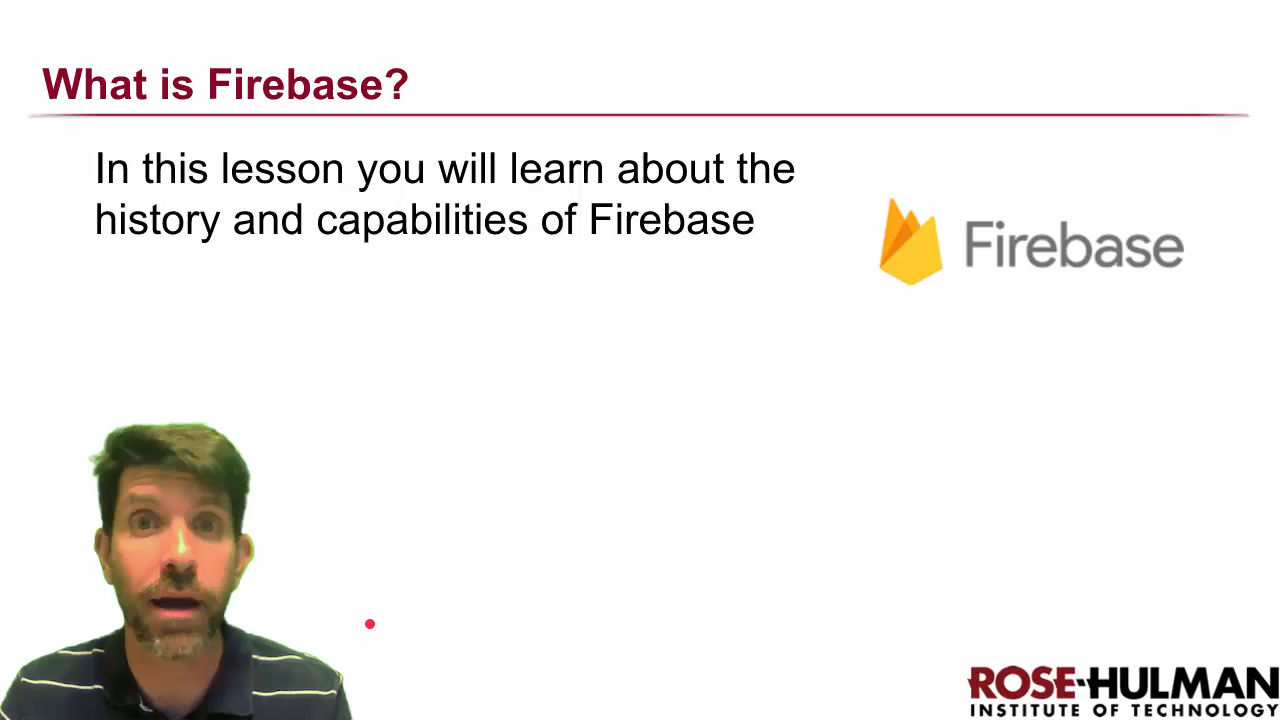 What is Firebase?
In this lesson you will learn about the
history and capabilities of Firebase
Firebase
ROSE-HULMAN
INSTITUTE OF TECHNOLOGY